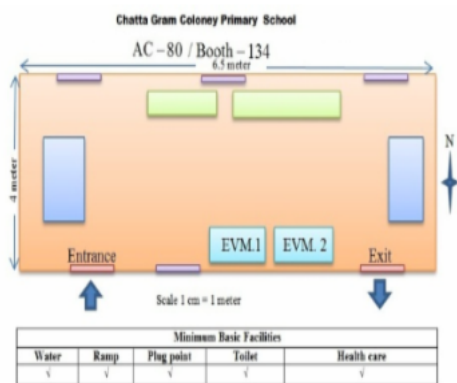 Chatta Gram Coloney Primary School
AC – 80 / Booth – 134
6.5 meter
4 meter
N
EVM.1 EVM. 2
Entrance Exit
Scale 1 cm = 1 meter
Minimum Basic Facilities
Water Ramp Plug point Toilet Health care
√ √ √ √ √